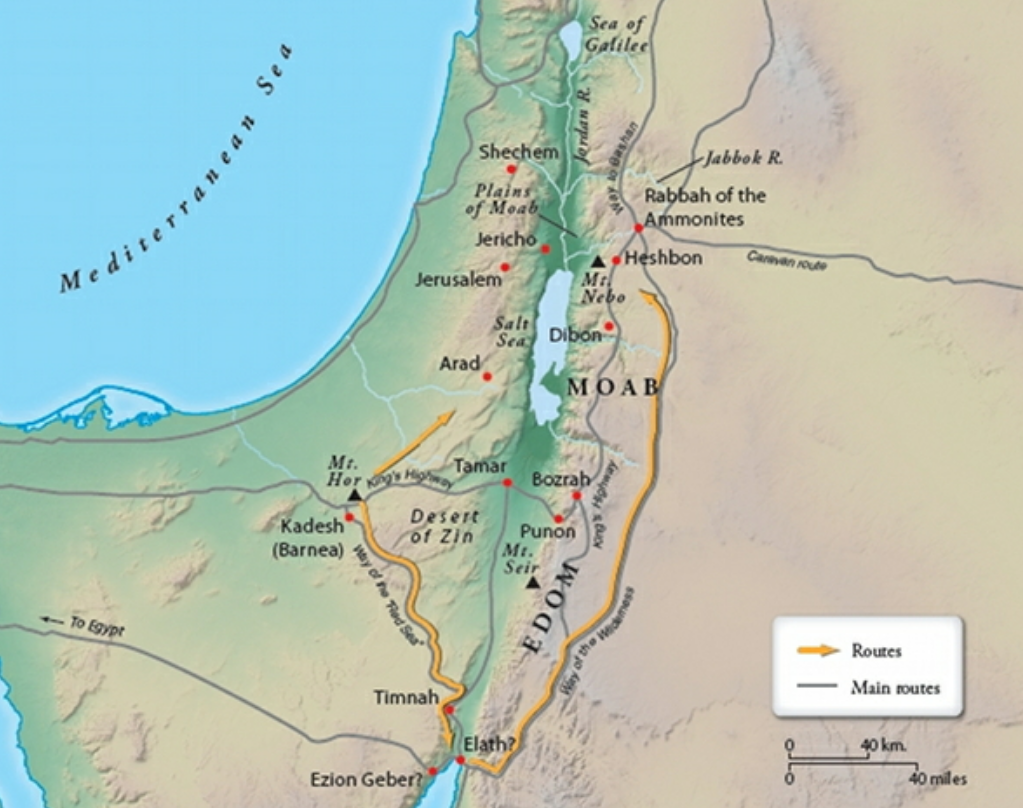 Sea of
Galilee
Mediterranean Sea
Jordan R.
Way to Bashan
Shechem
Jabbok R.
Plains
of Moab
Rabbah of the
Ammonites
Jericho
Heshbon
Caravan route
Jerusalem
Mt.
Nebo
Salt
Sea
Dibon
Arad
MOAB
Mt.
Hor
King's Highway
Tamar
Bozrah
Kadesh
(Barnea)
Desert
of Zin
Punon
King's Highway
Mt.
Seir
EDOM
Way of the "Red Sea"
Way of the Wilderness
To Egypt
Routes
Main routes
Timnah
Elath?
Ezion Geber?
0 40 km.
0 40 miles